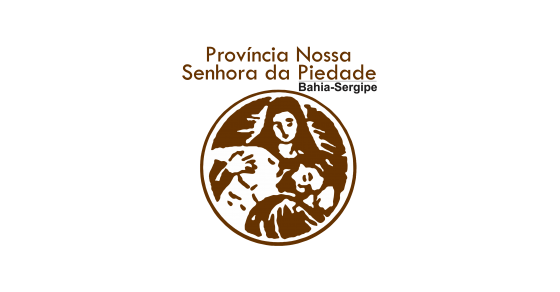 Província Nossa
Senhora da Piedade
Bahia-Sergipe